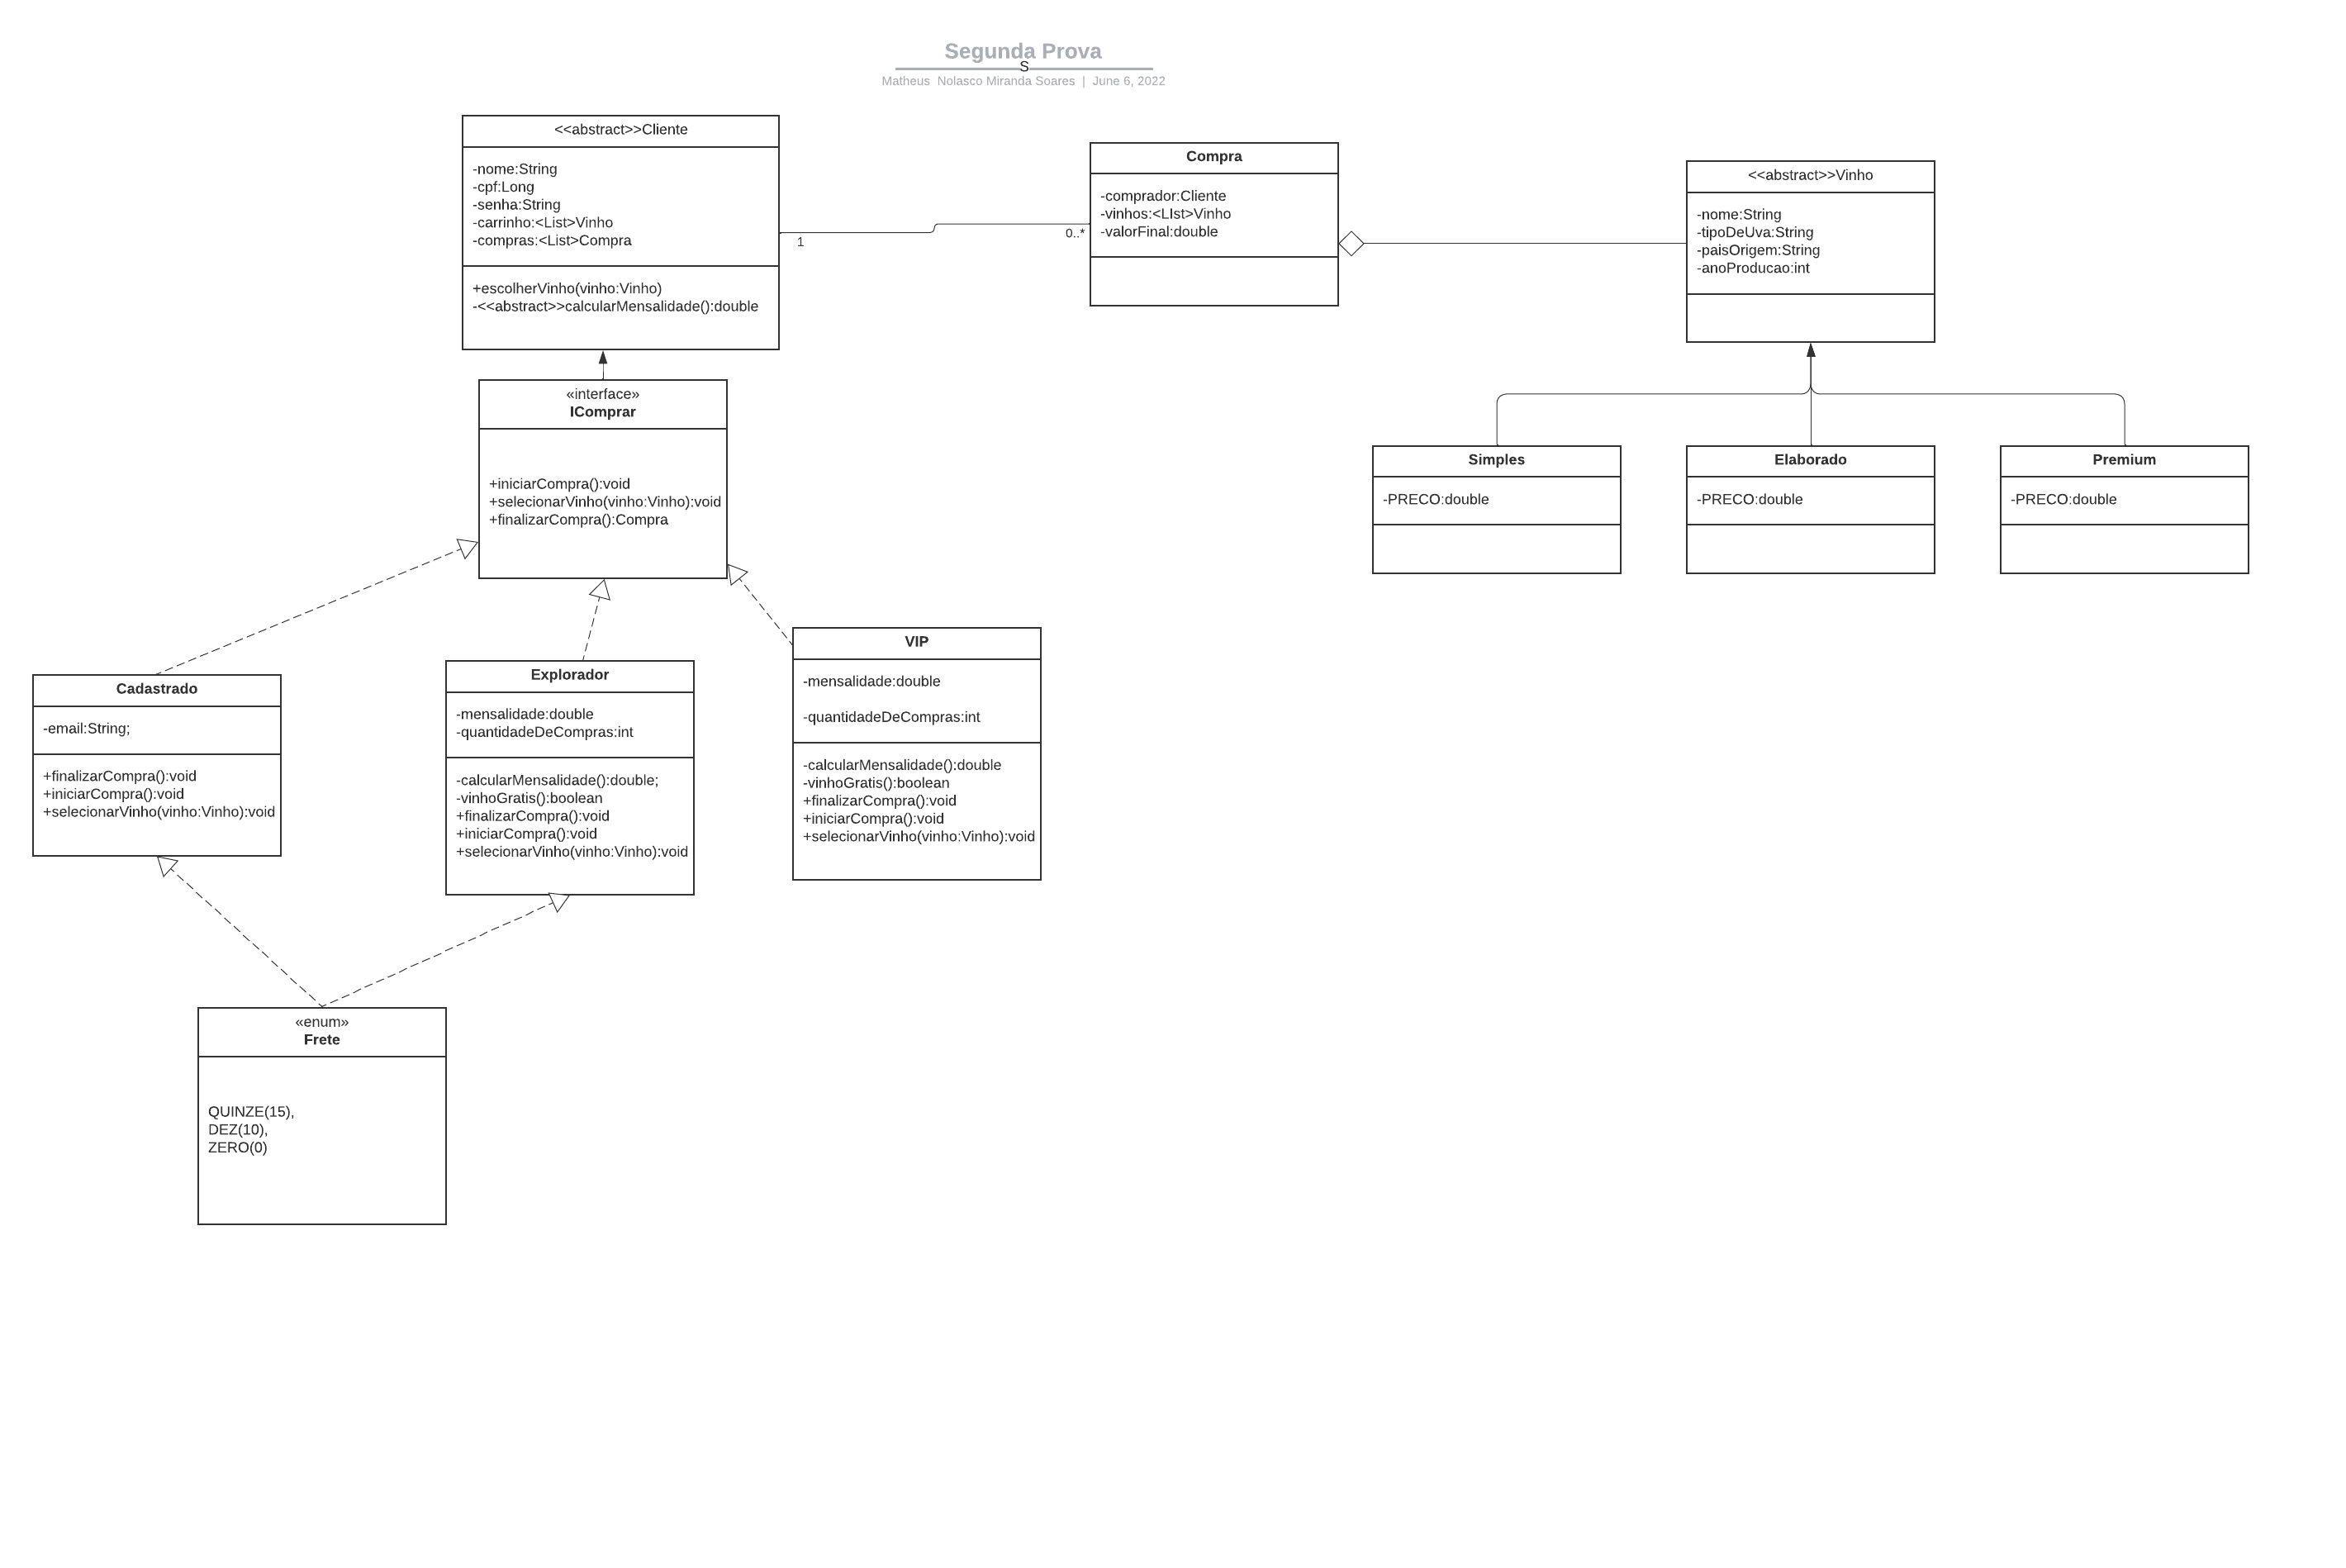 Segunda Prova
S
Matheus  Nolasco Miranda Soares  |  June 6, 2022
<<abstract>>Cliente
-nome:String
-cpf:Long
-senha:String
-carrinho:<List>Vinho
-compras:<List>Compra
+escolherVinho(vinho:Vinho)
-<<abstract>>calcularMensalidade():double
1
0..*
Compra
-comprador:Cliente
-vinhos:<LIst>Vinho
-valorFinal:double
<<abstract>>Vinho
-nome:String
-tipoDeUva:String
-paisOrigem:String
-anoProducao:int
«interface»
IComprar
+iniciarCompra():void
+selecionarVinho(vinho:Vinho):void
+finalizarCompra():Compra
Simples
-PRECO:double
Elaborado
-PRECO:double
Premium
-PRECO:double
Cadastrado
-email:String;
+finalizarCompra():void
+iniciarCompra():void
+selecionarVinho(vinho:Vinho):void
Explorador
-mensalidade:double
-quantidadeDeCompras:int
-calcularMensalidade():double;
-vinhoGratis():boolean
+finalizarCompra():void
+iniciarCompra():void
+selecionarVinho(vinho:Vinho):void
VIP
-mensalidade:double
-quantidadeDeCompras:int
-calcularMensalidade():double
-vinhoGratis():boolean
+finalizarCompra():void
+iniciarCompra():void
+selecionarVinho(vinho:Vinho):void
«enum»
Frete
QUINZE(15),
DEZ(10),
ZERO(0)